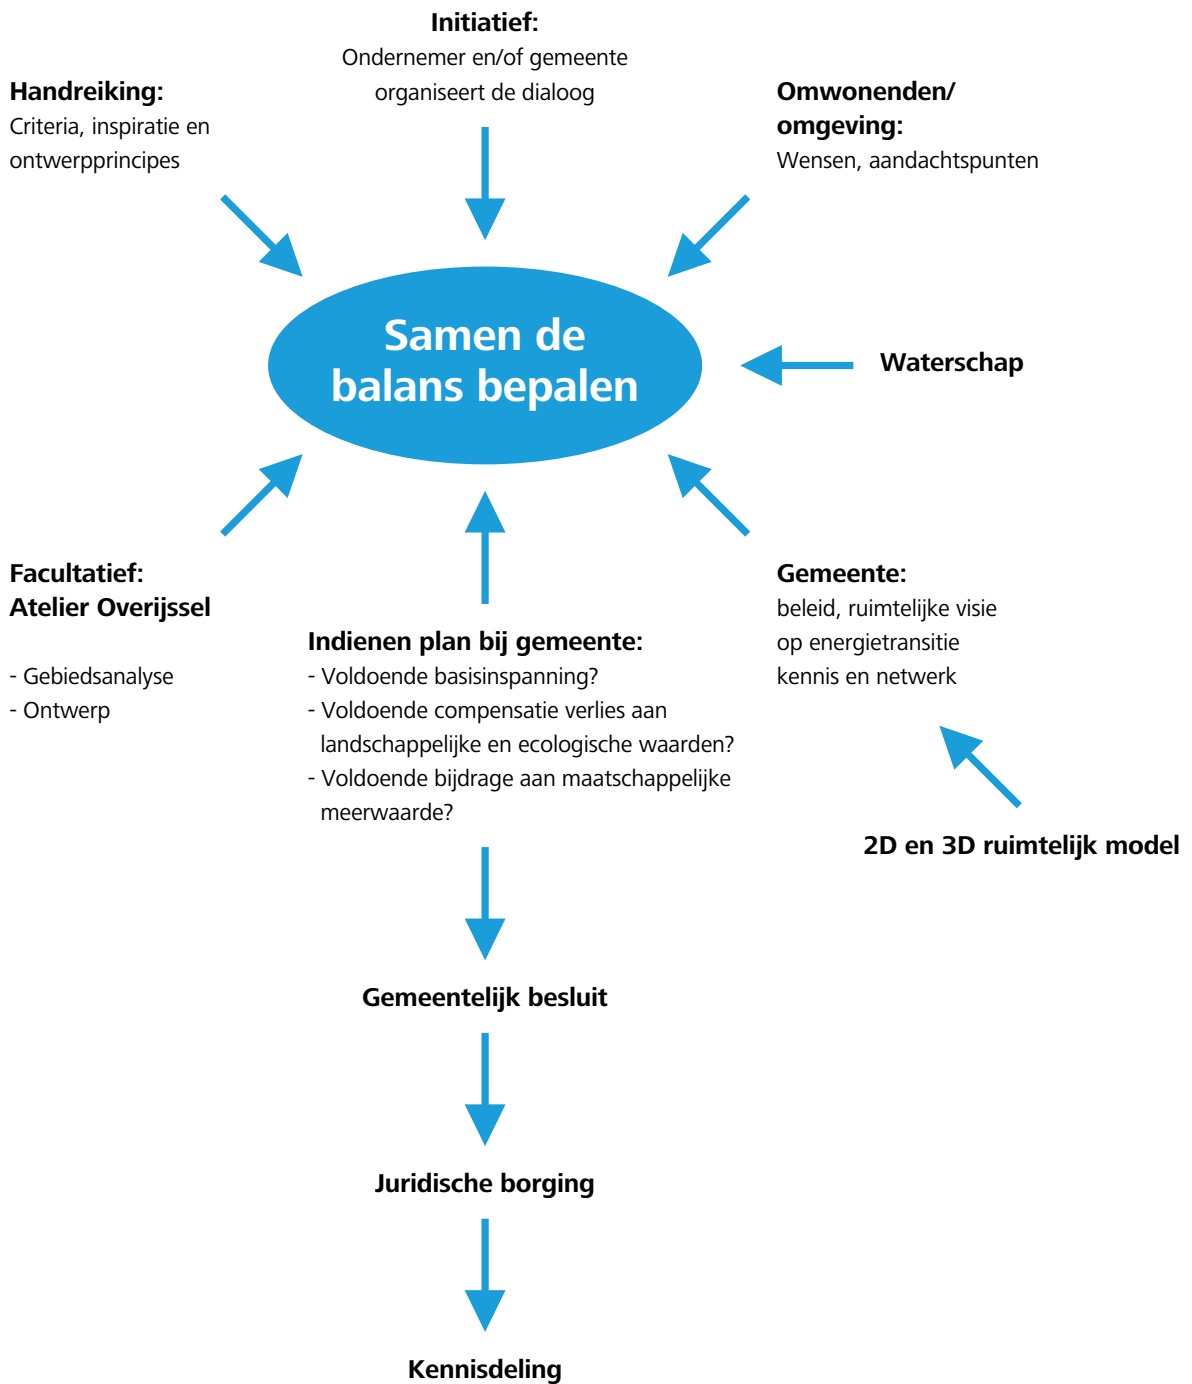 Initiatief:
Ondernemer en/of gemeente
organiseert de dialoog
Handreiking:
Criteria, inspiratie en
ontwerpprincipes
Omwonenden/
omgeving:
Wensen, aandachtspunten
Samen de
balans bepalen
Waterschap
Facultatief:
Atelier Overijssel
- Gebiedsanalyse
- Ontwerp
Indienen plan bij gemeente:
- Voldoende basisinspanning?
- Voldoende compensatie verlies aan
landschappelijke en ecologische waarden?
- Voldoende bijdrage aan maatschappelijke
meerwaarde?
Gemeente:
beleid, ruimtelijke visie
op energietransitie
kennis en netwerk
2D en 3D ruimtelijk model
Gemeentelijk besluit
Juridische borging
Kennisdeling